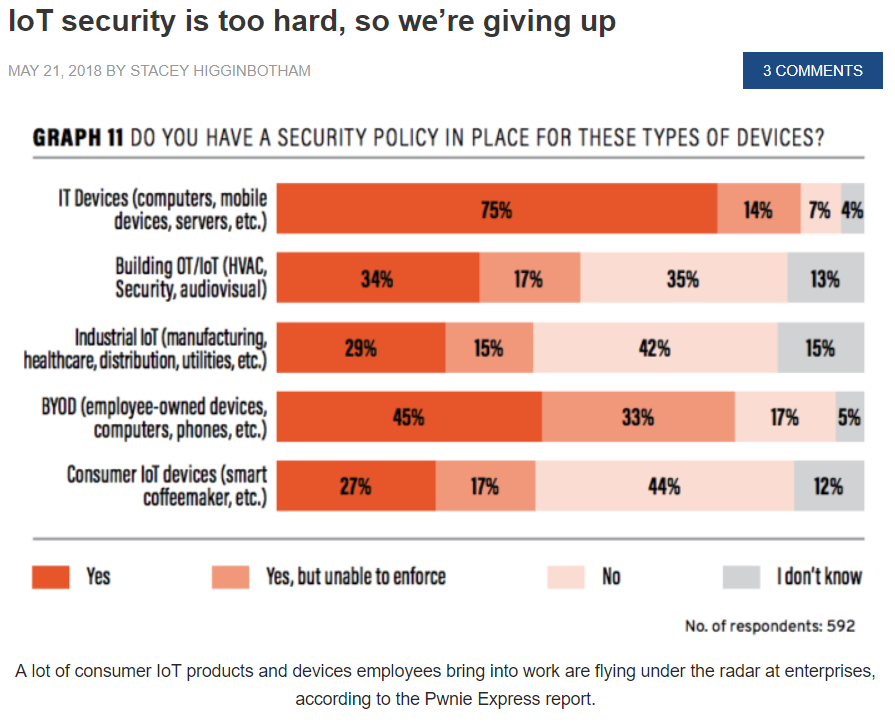 IoT security is too hard, so we’re giving up
MAY 21, 2018 BY STACEY HIGGINBOTHAM
3 COMMENTS
GRAPH 11 DO YOU HAVE A SECURITY POLICY IN PLACE FOR THESE TYPES OF DEVICES?
IT Devices (computers, mobile
devices, servers, etc.)
75% 14% 7% 4%
Building OT/IoT (HVAC,
Security, audiovisual)
34% 17% 35% 13%
Industrial IoT (manufacturing,
healthcare, distribution, utilities, etc.)
29% 15% 42% 15%
BYOD (employee-owned devices,
computers, phones, etc.)
45% 33% 17% 5%
Consumer IoT devices (smart
coffeemaker, etc.)
27% 17% 44% 12%
Yes Yes, but unable to enforce No I don't know
No. of respondents: 592
A lot of consumer IoT products and devices employees bring into work are flying under the radar at enterprises,
according to the Pwnie Express report.